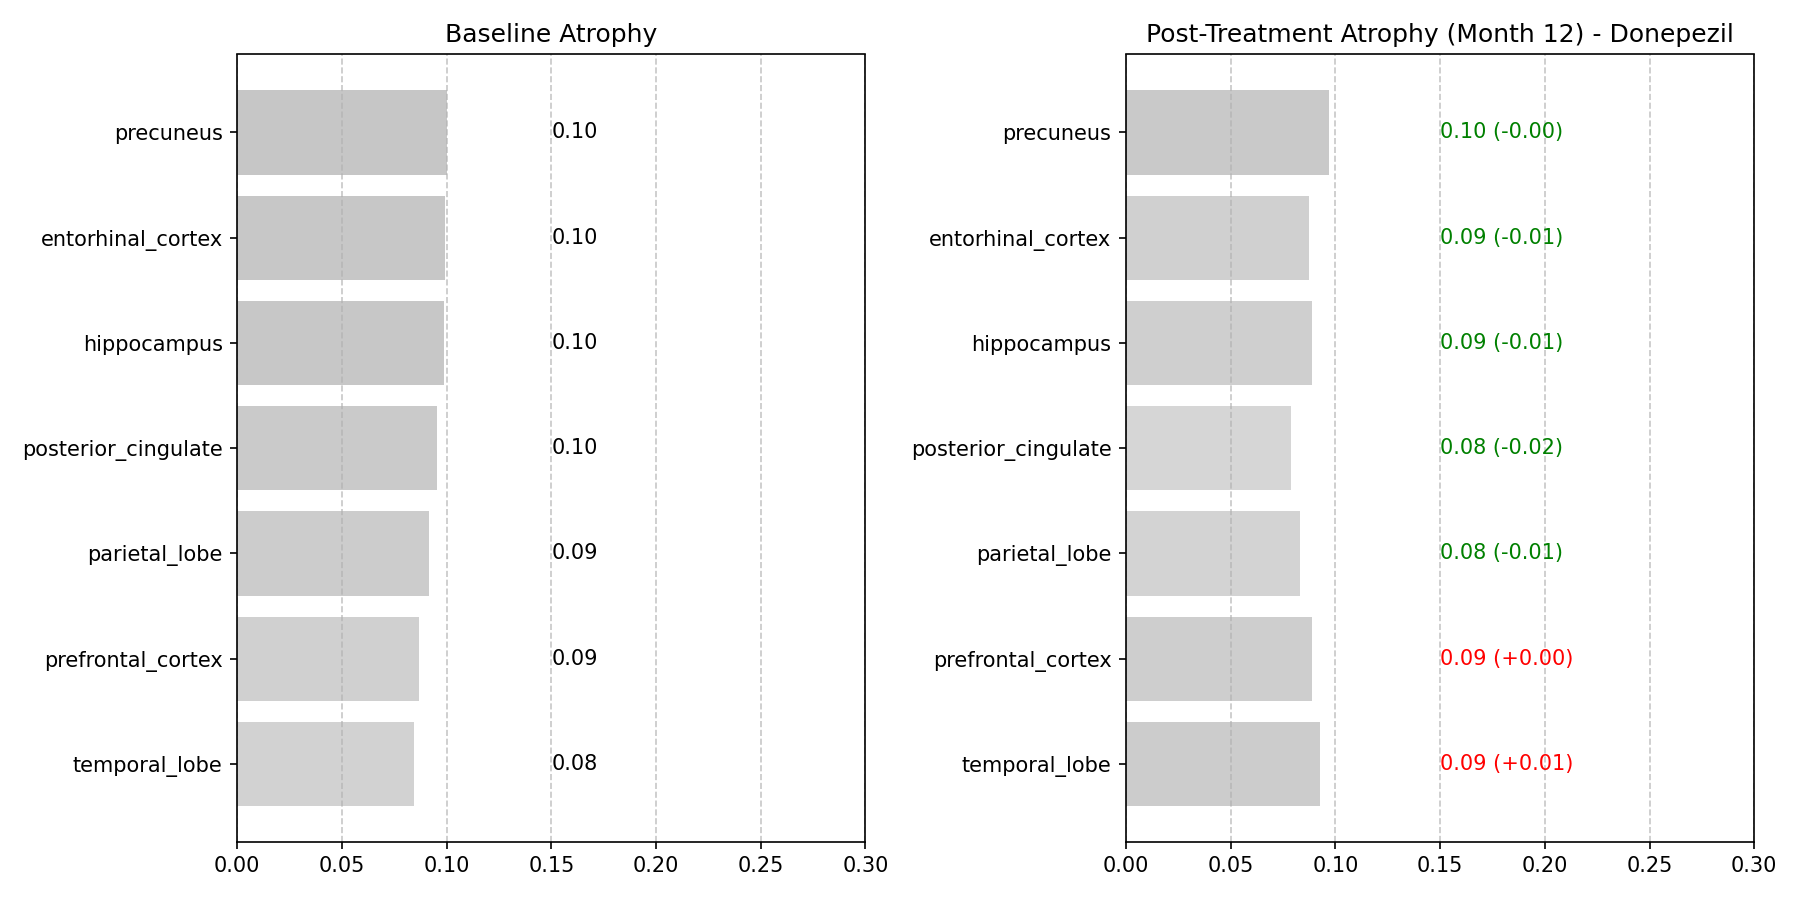 Baseline Atrophy
precuneus 0.10
entorhinal_cortex 0.10
hippocampus 0.10
posterior_cingulate 0.10
parietal_lobe 0.09
prefrontal_cortex 0.09
temporal_lobe 0.08
0.00 0.05 0.10 0.15 0.20 0.25 0.30
Post-Treatment Atrophy (Month 12) - Donepezil
precuneus 0.10 (-0.00)
entorhinal_cortex 0.09 (-0.01)
hippocampus 0.09 (-0.01)
posterior_cingulate 0.08 (-0.02)
parietal_lobe 0.08 (-0.01)
prefrontal_cortex 0.09 (+0.00)
temporal_lobe 0.09 (+0.01)
0.00 0.05 0.10 0.15 0.20 0.25 0.30